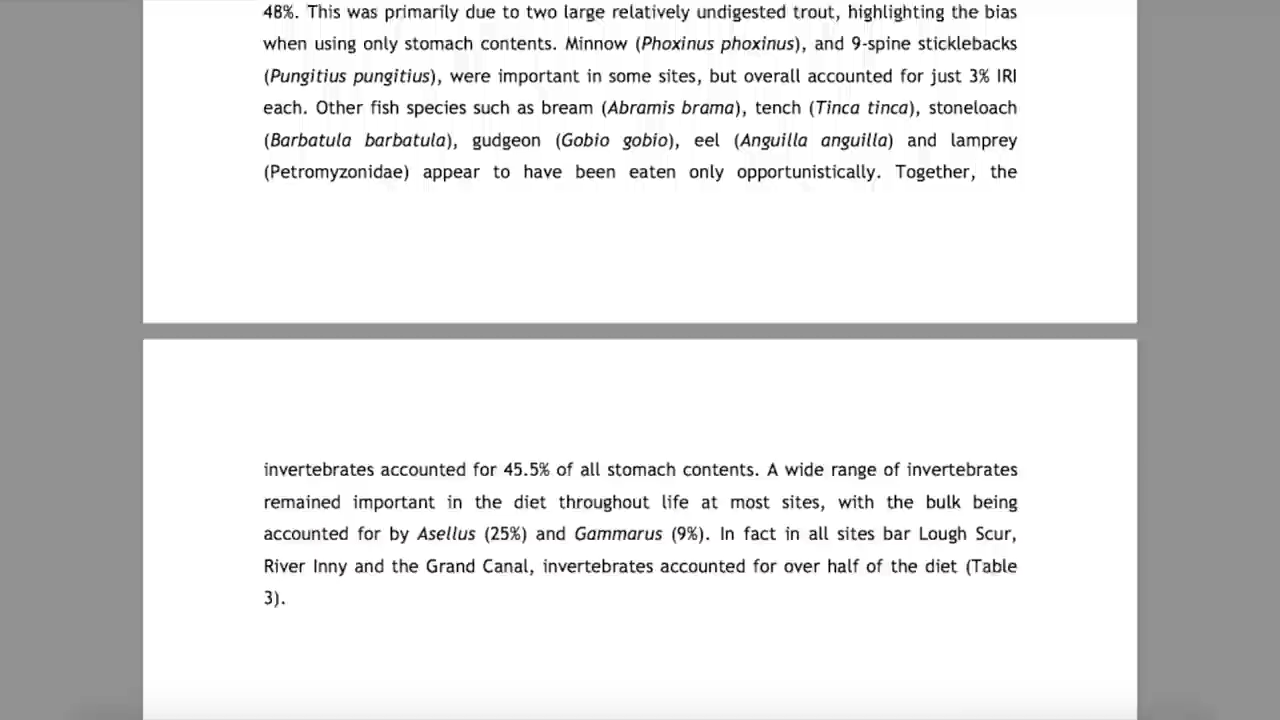 48%. This was primarily due to two large relatively undigested trout, highlighting the bias
when using only stomach contents. Minnow (Phoxinus phoxinus), and 9-spine sticklebacks
(Pungitius pungitius), were important in some sites, but overall accounted for just 3% IRI
each. Other fish species such as bream (Abramis brama), tench (Tinca tinca), stoneloach
(Barbatula barbatula), gudgeon (Gobio gobio), eel (Anguilla anguilla) and lamprey
(Petromyzonidae) appear to have been eaten only opportunistically. Together, the
invertebrates accounted for 45.5% of all stomach contents. A wide range of invertebrates
remained important in the diet throughout life at most sites, with the bulk being
accounted for by Asellus (25%) and Gammarus (9%). In fact in all sites bar Lough Scur,
River Inny and the Grand Canal, invertebrates accounted for over half of the diet (Table
3).